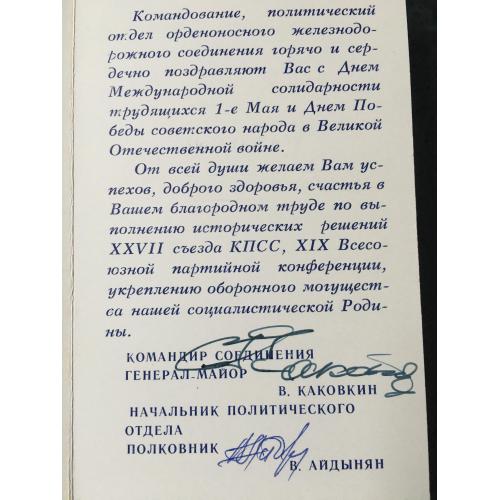 Командование, политический
отдел орденоносного железнодо-
рожного соединения горячо и сер-
дечно поздравляют Вас с Днем
Международной солидарности
трудящихся 1-е Мая и Днем По-
беды советского народа в Великой
Отечественной войне.
От всей души желаем Вам ус-
пехов, доброго здоровья, счастья в
Вашем благородном труде по вы-
полнению исторических решений
XXVII съезда КПСС, XIX Всесо-
юзной партийной конференции,
укреплению оборонного могущест-
ва нашей социалистической Роди-
ны.
КОМАНДИР СОЕДИНЕНИЯ
ГЕНЕРАЛ-МАЙОР
В. КАКОВКИН
НАЧАЛЬНИК ПОЛИТИЧЕСКОГО
ОТДЕЛА
ПОЛКОВНИК
В. АЙДЫНЯН